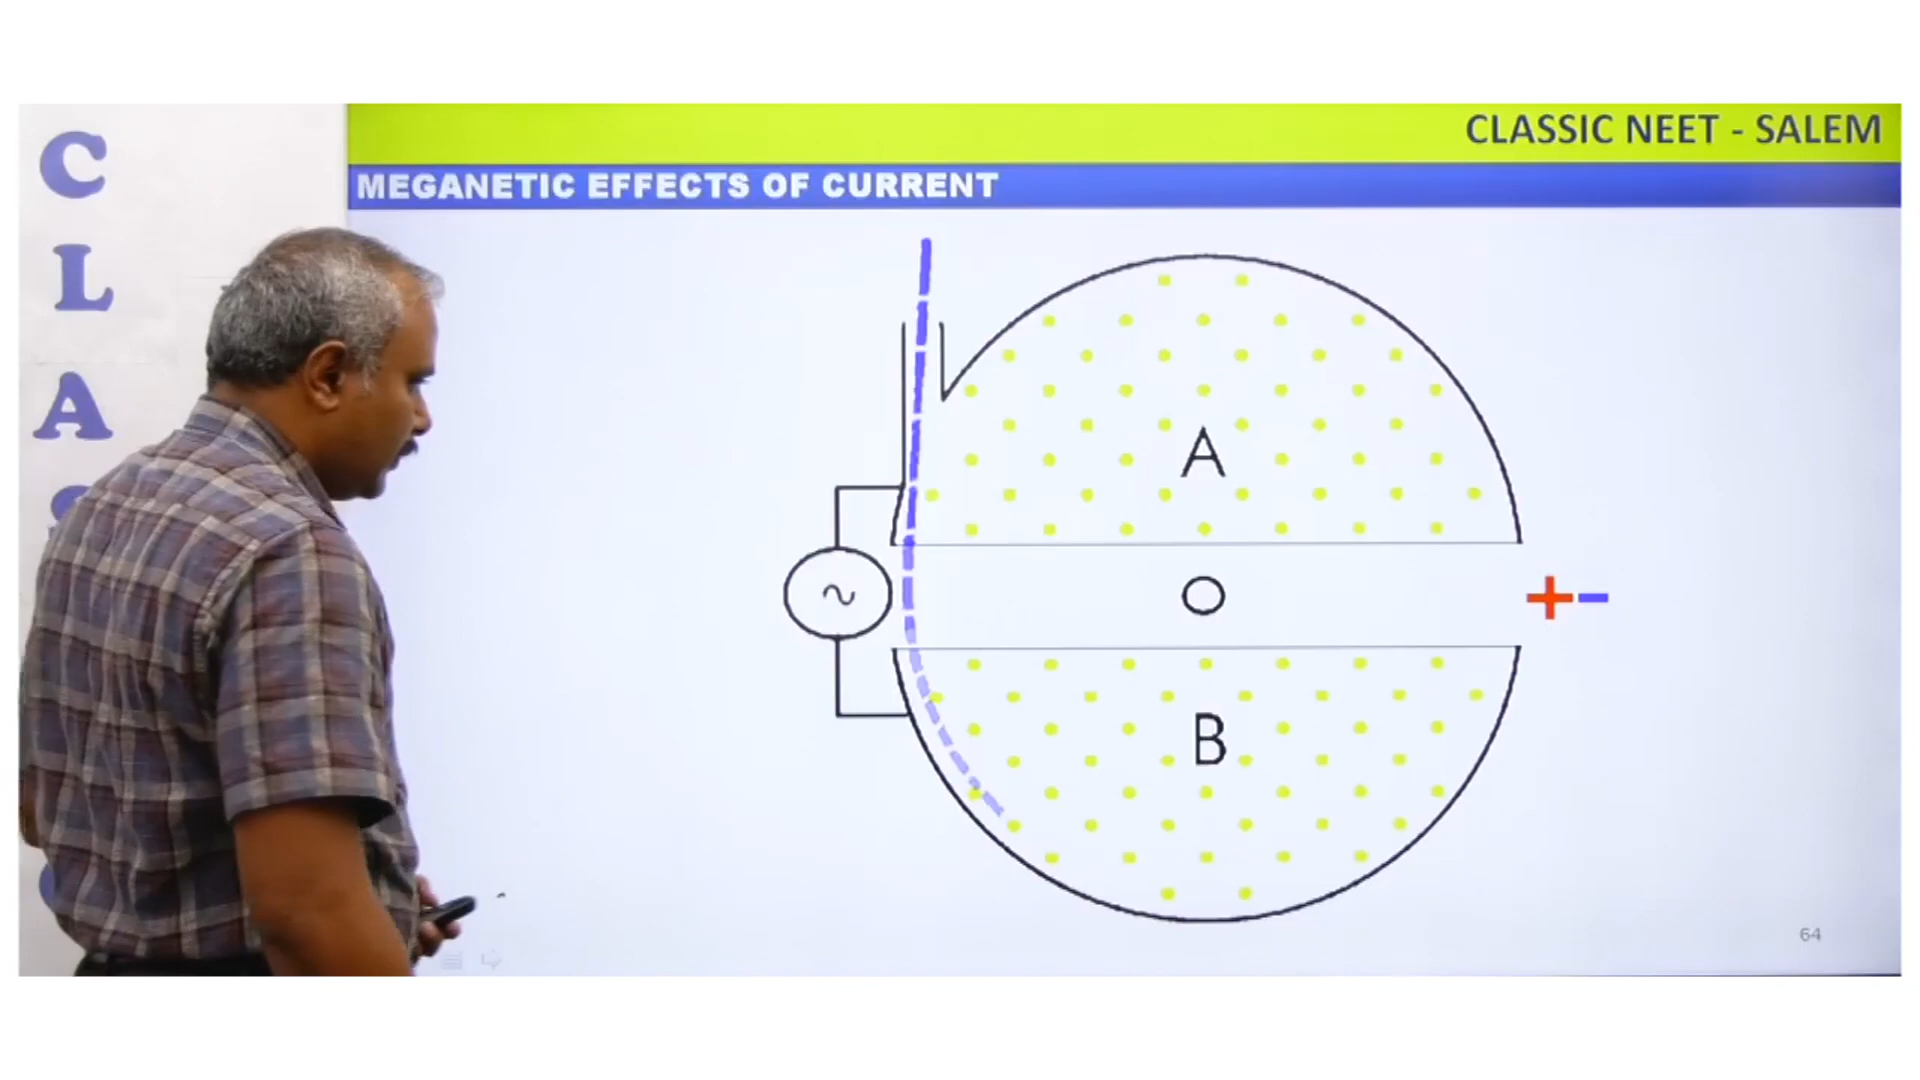 CLASSIC NEET - SALEM
MEGANETIC EFFECTS OF CURRENT
C
L
A
S
A
O
B
+-
64